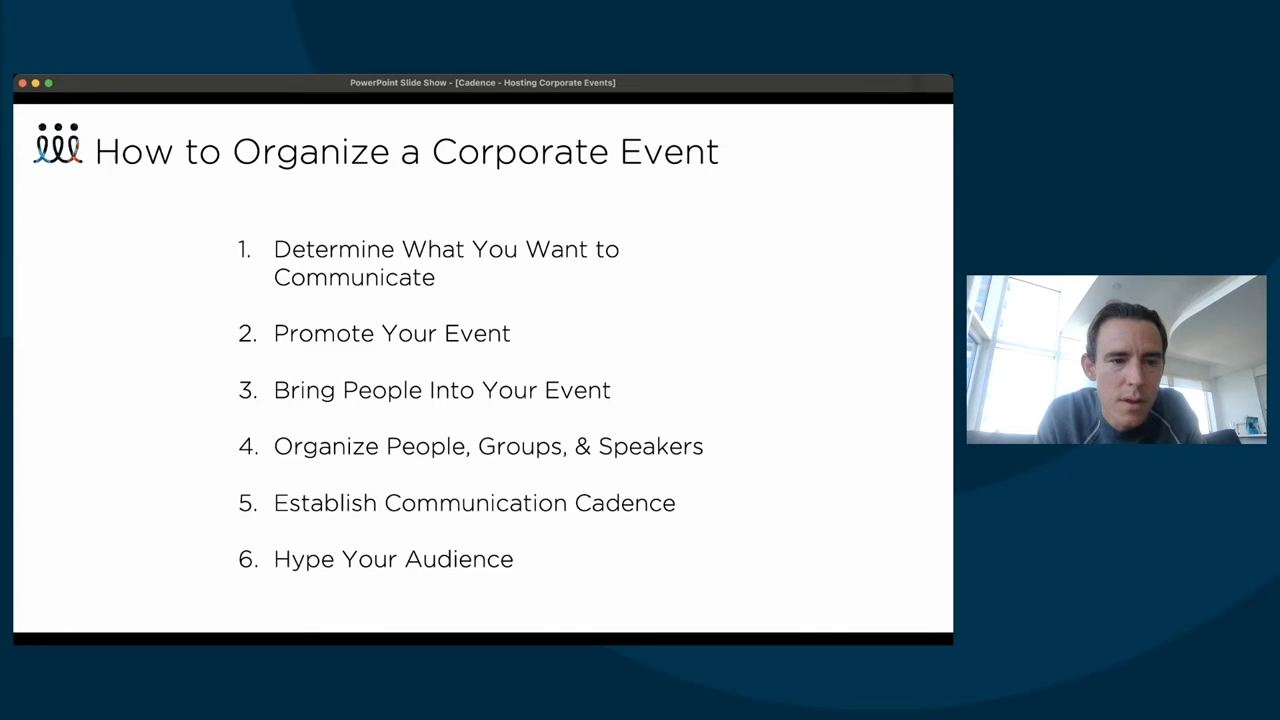 PowerPoint Slide Show - [Cadence - Hosting Corporate Events]
How to Organize a Corporate Event
1. Determine What You Want to
Communicate
2. Promote Your Event
3. Bring People Into Your Event
4. Organize People, Groups, & Speakers
5. Establish Communication Cadence
6. Hype Your Audience